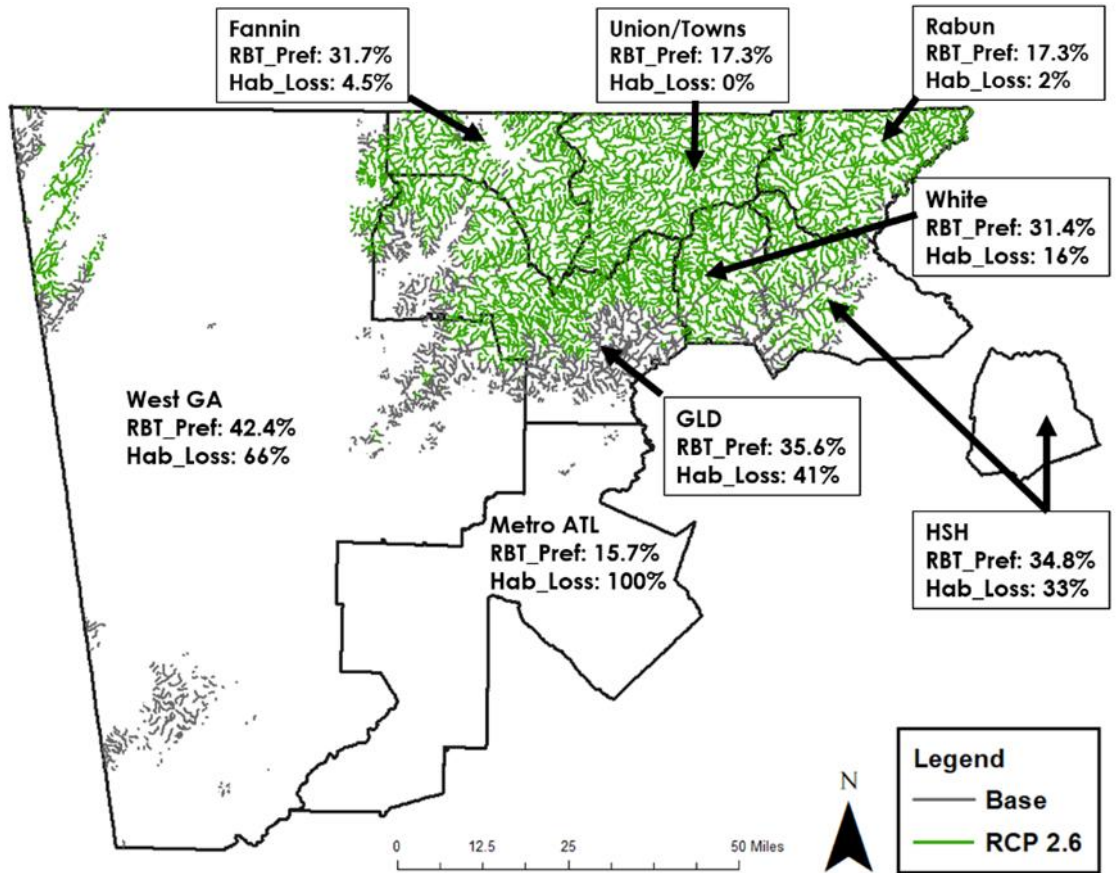 Fannin
RBT_Pref: 31.7%
Hab_Loss: 4.5%
Union/Towns
RBT_Pref: 17.3%
Hab_Loss: 0%
Rabun
RBT_Pref: 17.3%
Hab_Loss: 2%
White
RBT_Pref: 31.4%
Hab_Loss: 16%
West GA
RBT_Pref: 42.4%
Hab_Loss: 66%
GLD
RBT_Pref: 35.6%
Hab_Loss: 41%
Metro ATL
RBT_Pref: 15.7%
Hab_Loss: 100%
HSH
RBT_Pref: 34.8%
Hab_Loss: 33%
Legend
Base
RCP 2.6
N
0 12.5 25 50 Miles